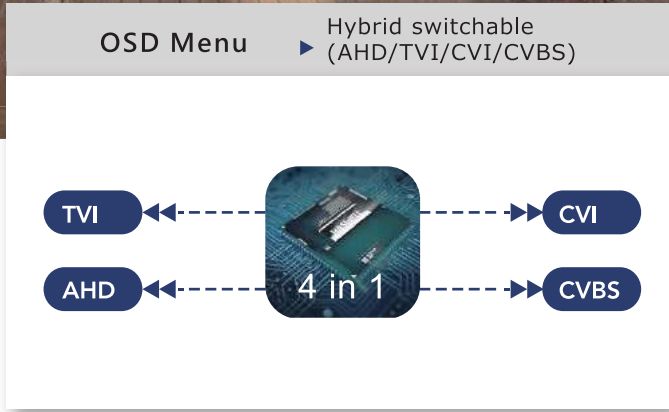 OSD Menu
Hybrid switchable
(AHD/TVI/CVI/CVBS)
TVI
CVI
AHD
4 in 1
CVBS